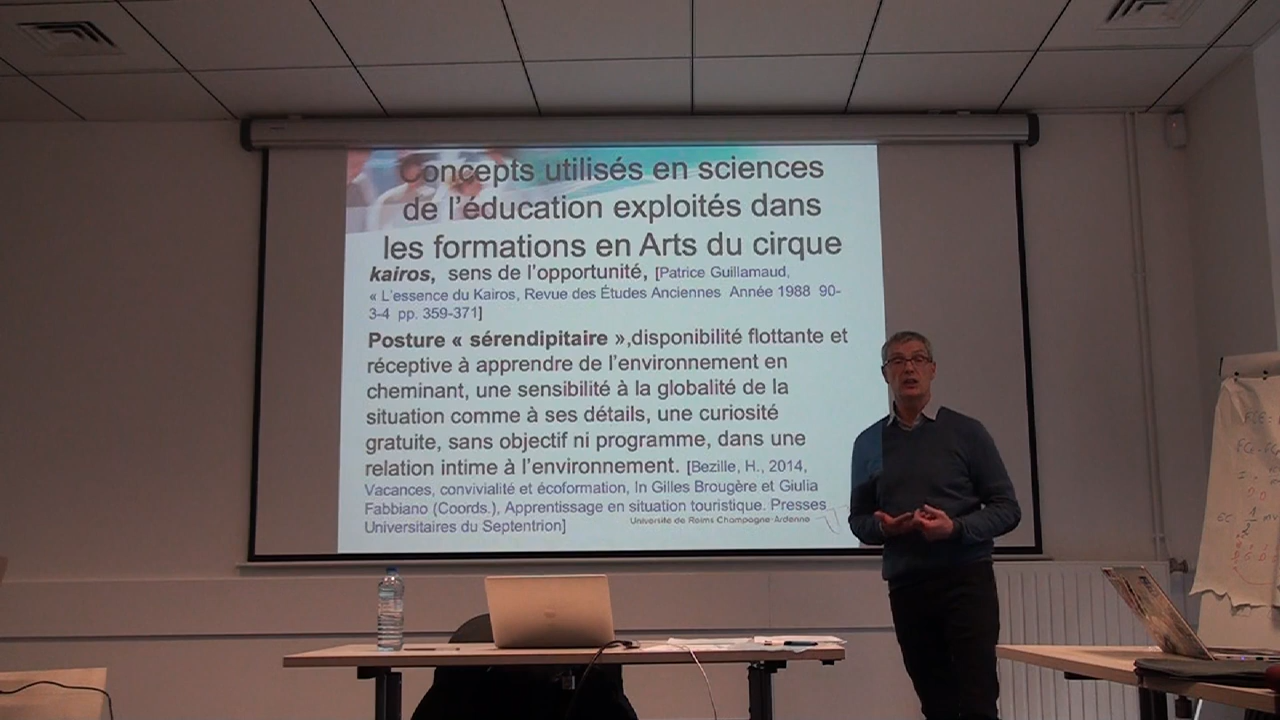 Concepts utilisés en sciences
de l'éducation exploités dans
les formations en Arts du cirque
kairos, sens de l'opportunité, [Patrice Guillamaud,
« L'essence du Kairos, Revue des Études Anciennes Année 1988 90-
3-4 pp. 359-371]
Posture « sérendipitaire »,disponibilité flottante et
réceptive à apprendre de l'environnement en
cheminant, une sensibilité à la globalité de la
situation comme à ses détails, une curiosité
gratuite, sans objectif ni programme, dans une
relation intime à l'environnement. [Bezille, H., 2014,
Vacances, convivialité et écoformation, In Gilles Brougère et Giulia
Fabbiano (Coords.), Apprentissage en situation touristique. Presses
Universitaires du Septentrion]
Université de Reims Champagne-Ardenne